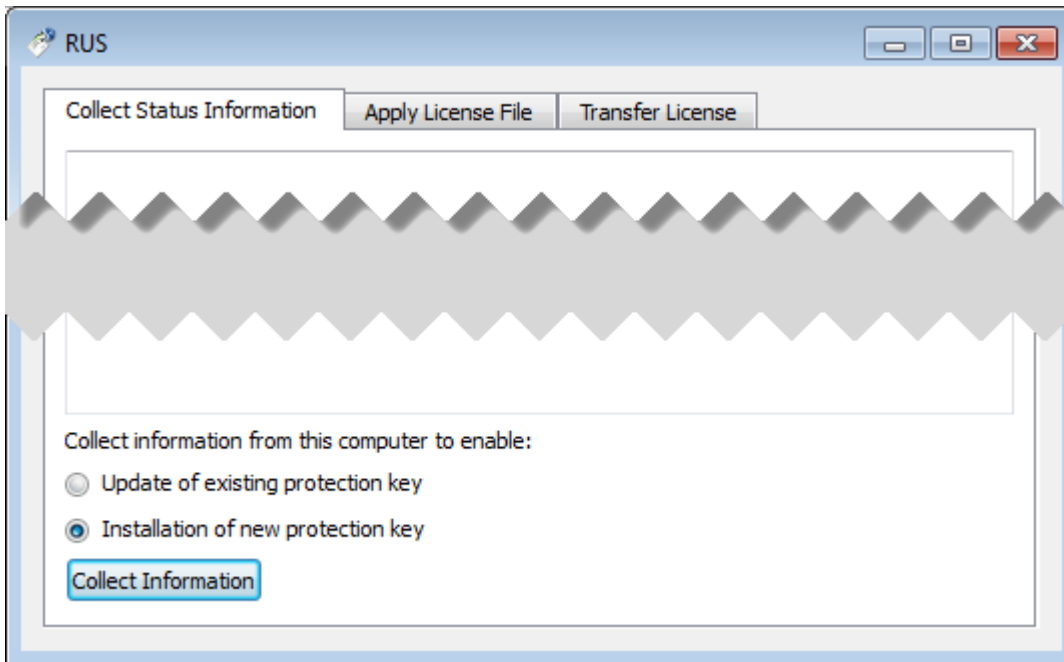 RUS
Collect Status Information Apply License File Transfer License
Collect information from this computer to enable:
Update of existing protection key
Installation of new protection key
Collect Information